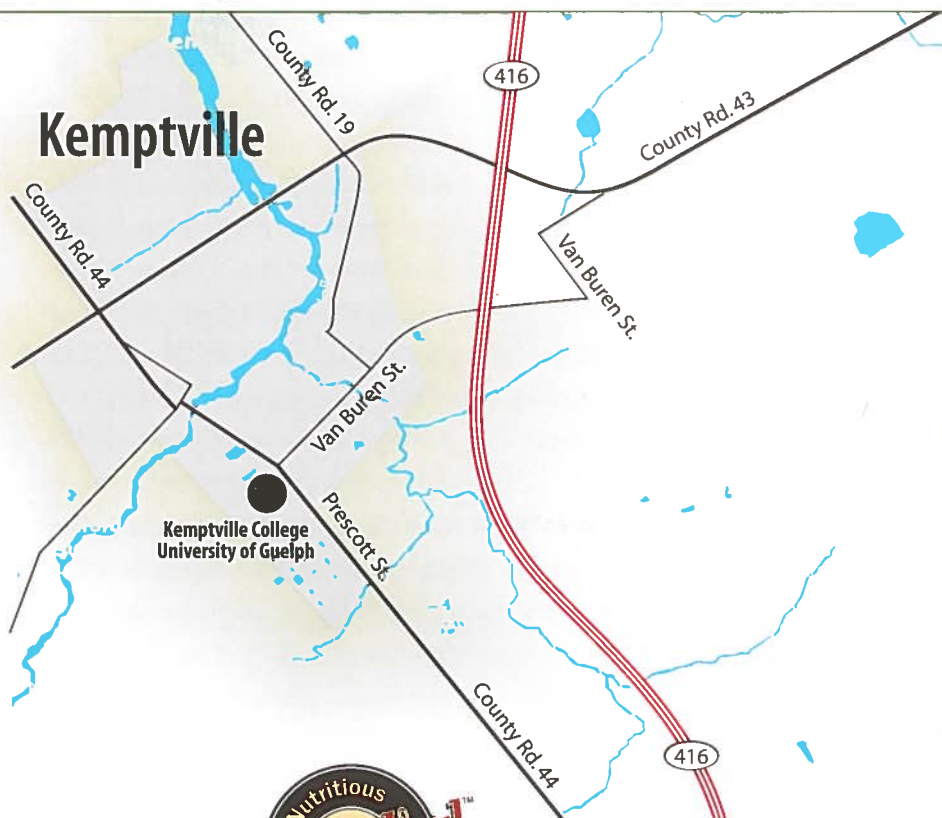 County Rd. 19
416
County Rd. 43
Kemptville
County Rd. 44
Van Buren St.
Van Buren St.
Kemptville College
University of Guelph
Prescott St.
County Rd. 44
416
Nutritious
TM